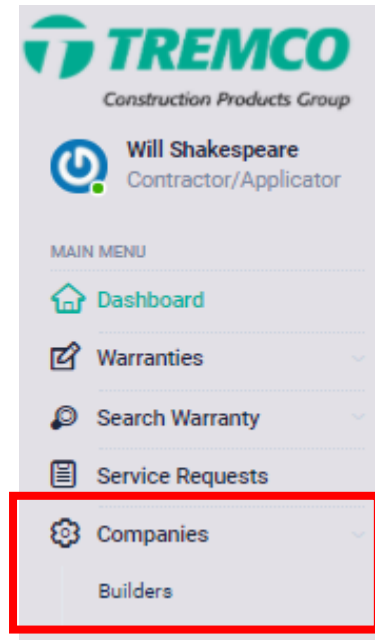 TREMCO
Construction Products Group
Will Shakespeare
Contractor/Applicator
MAIN MENU
Dashboard
Warranties
Search Warranty
Service Requests
Companies
Builders